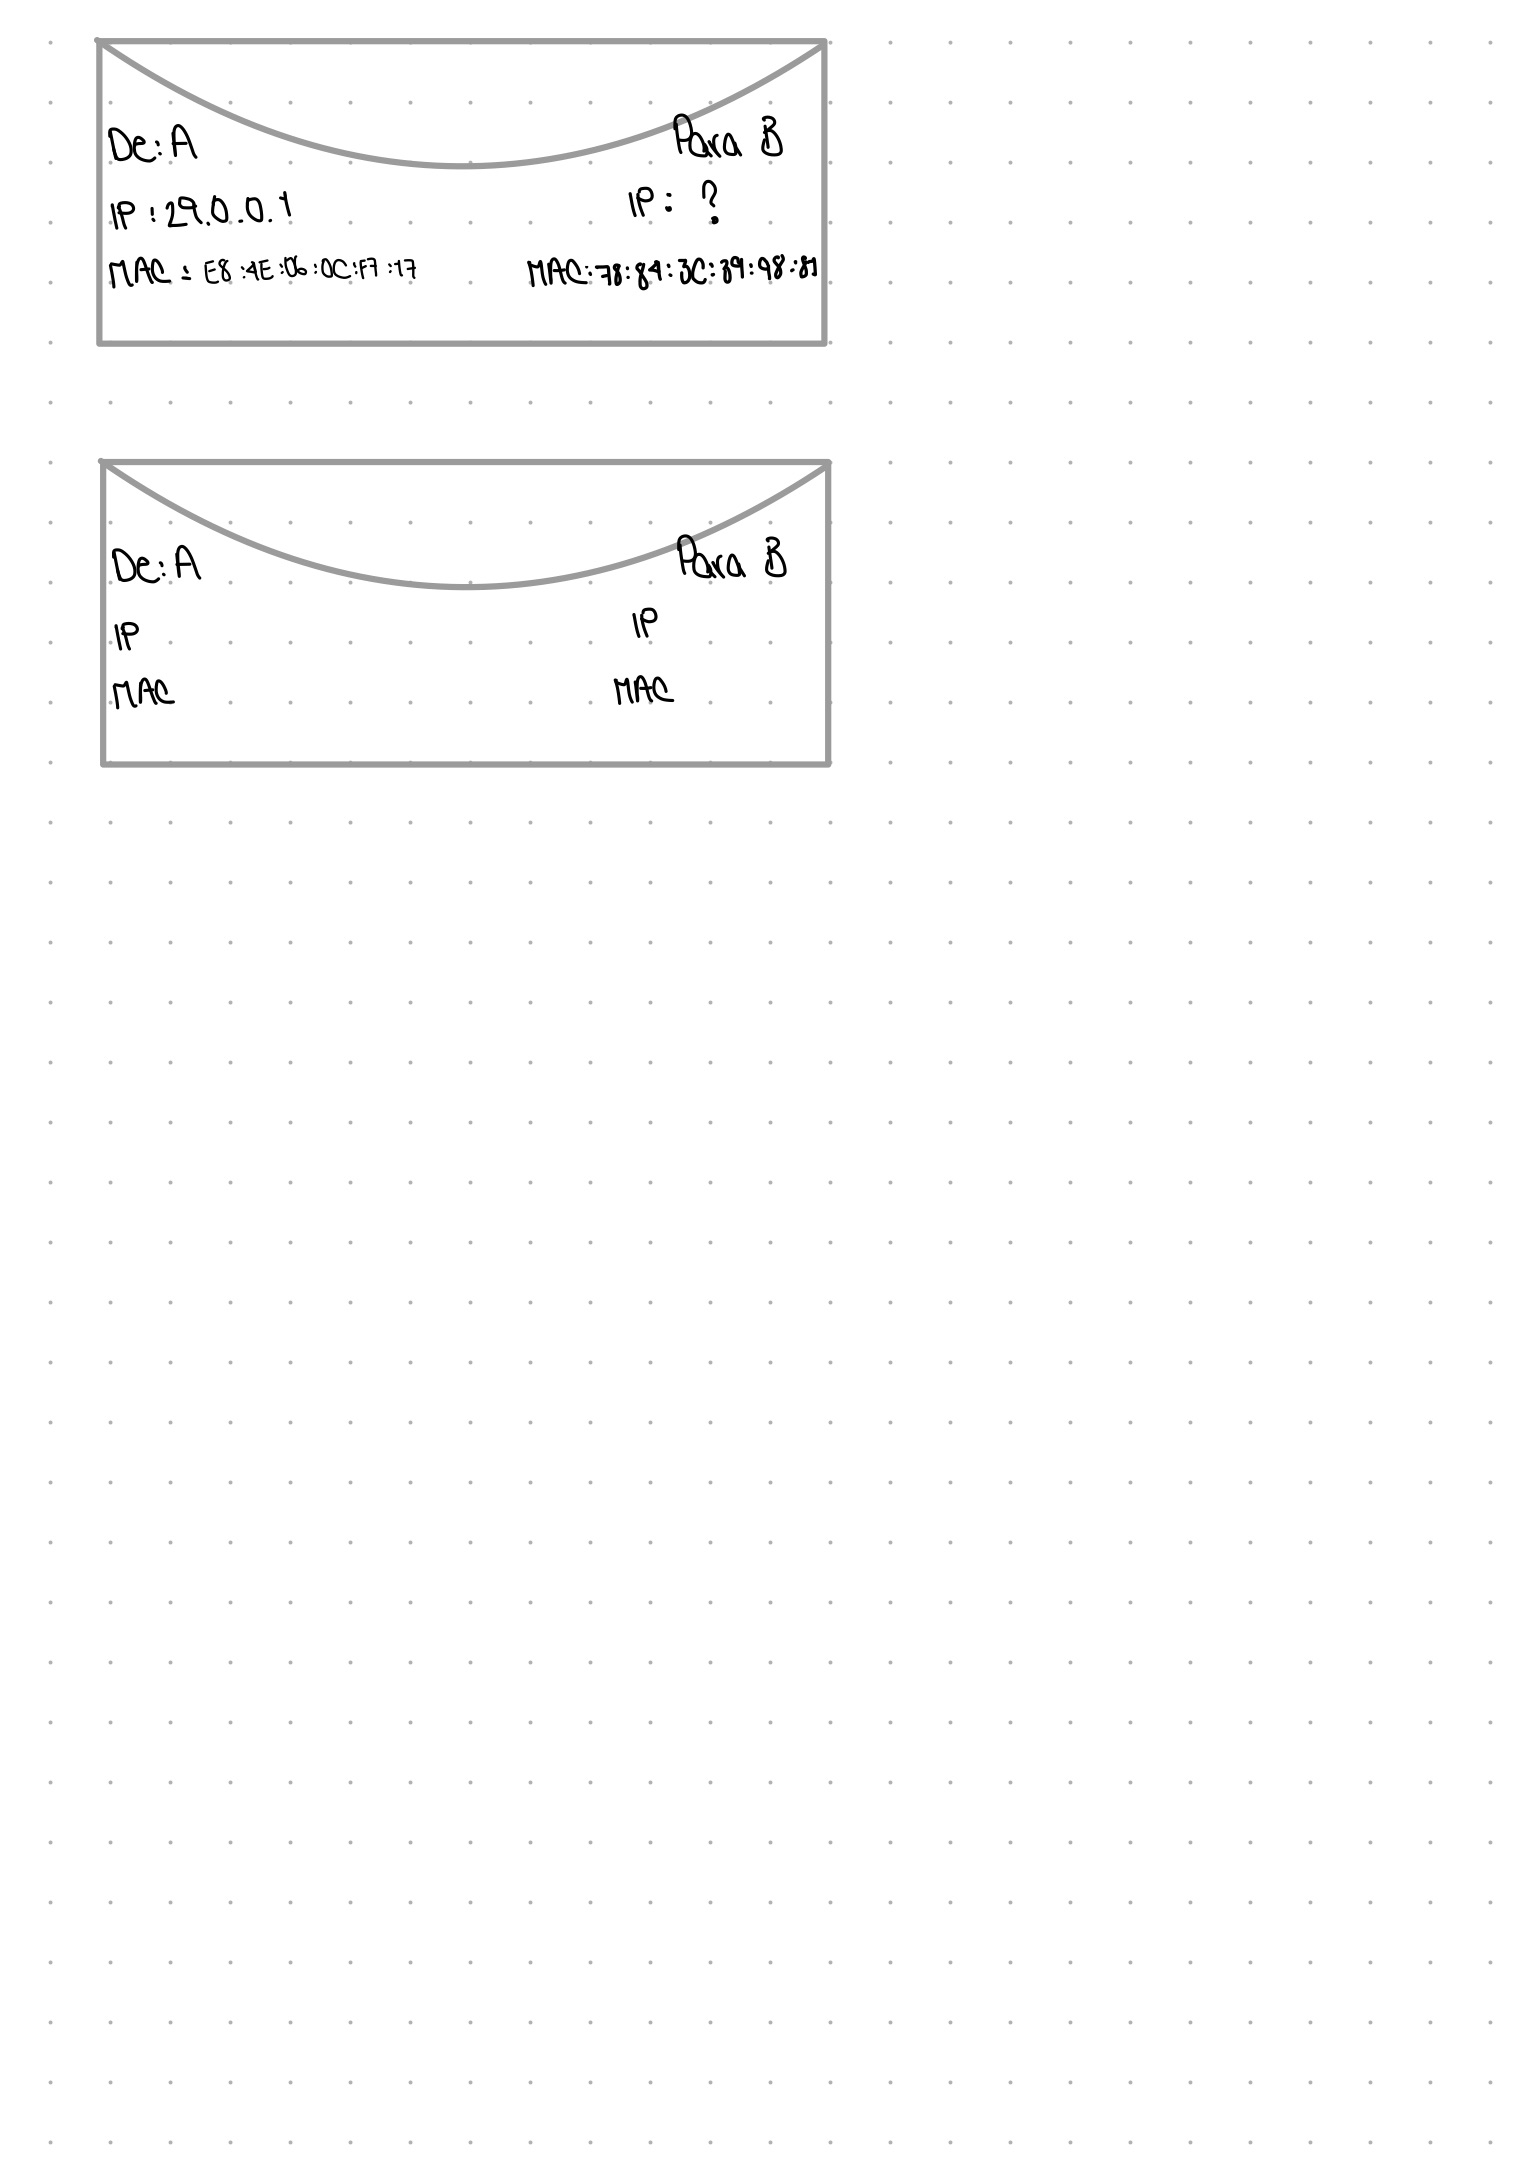 De: A
Para B
IP: 29.0.0.1
IP: ?
MAC: E8:4E:06:0C:F7:17
MAC: 78:84:3C:39:98:81
De: A
Para B
IP
IP
MAC
MAC